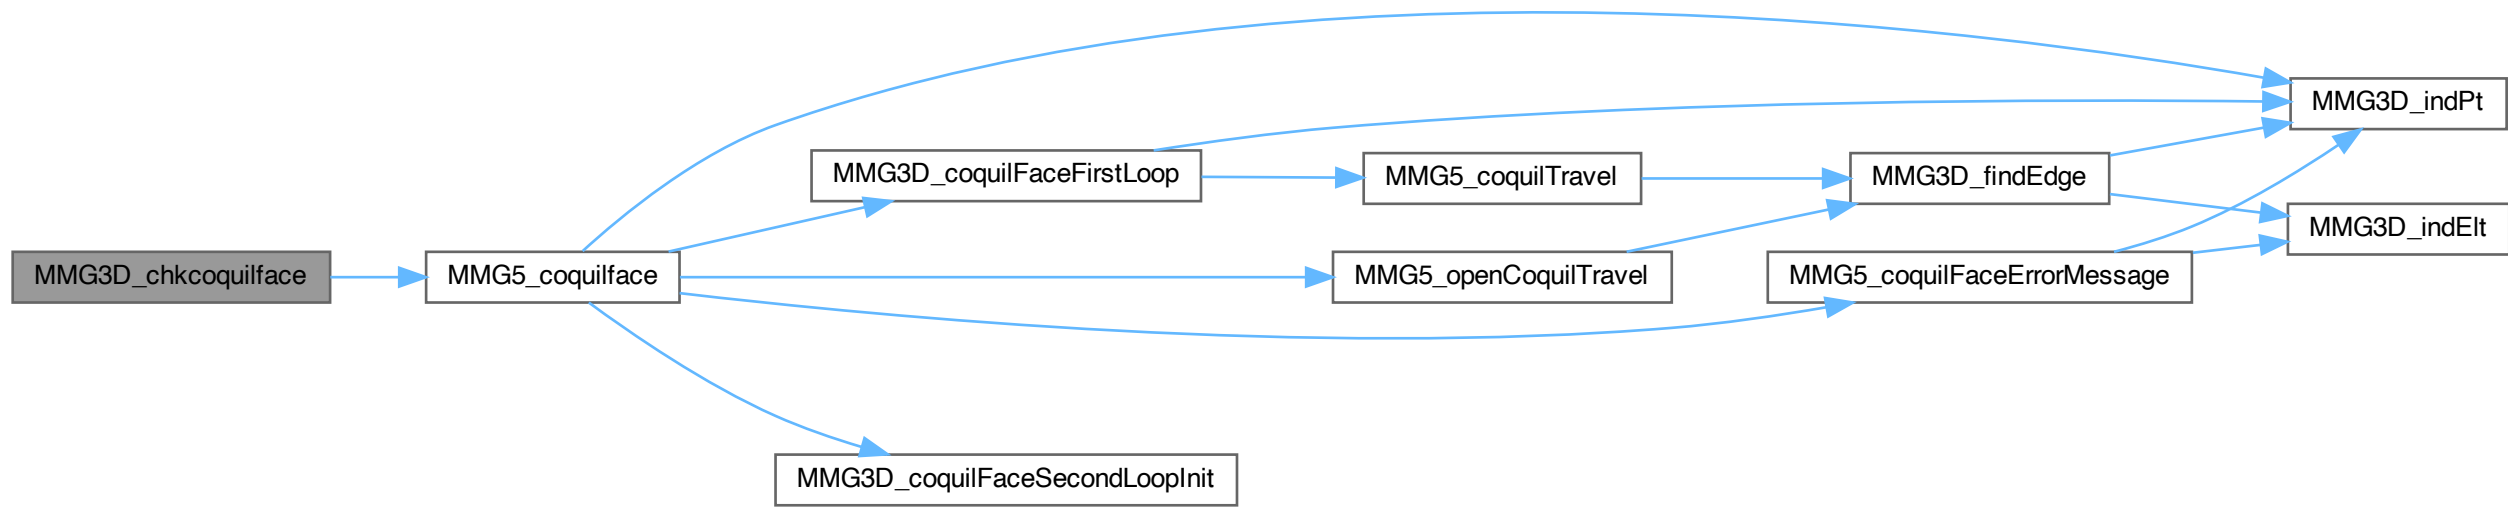 MMG3D_chkcoquilface
MMG5_coquilface
MMG3D_coquilFaceFirstLoop
MMG3D_coquilFaceSecondLoopInit
MMG5_coquilTravel
MMG5_openCoquilTravel
MMG3D_findEdge
MMG5_coquilFaceErrorMessage
MMG3D_indPt
MMG3D_indElt